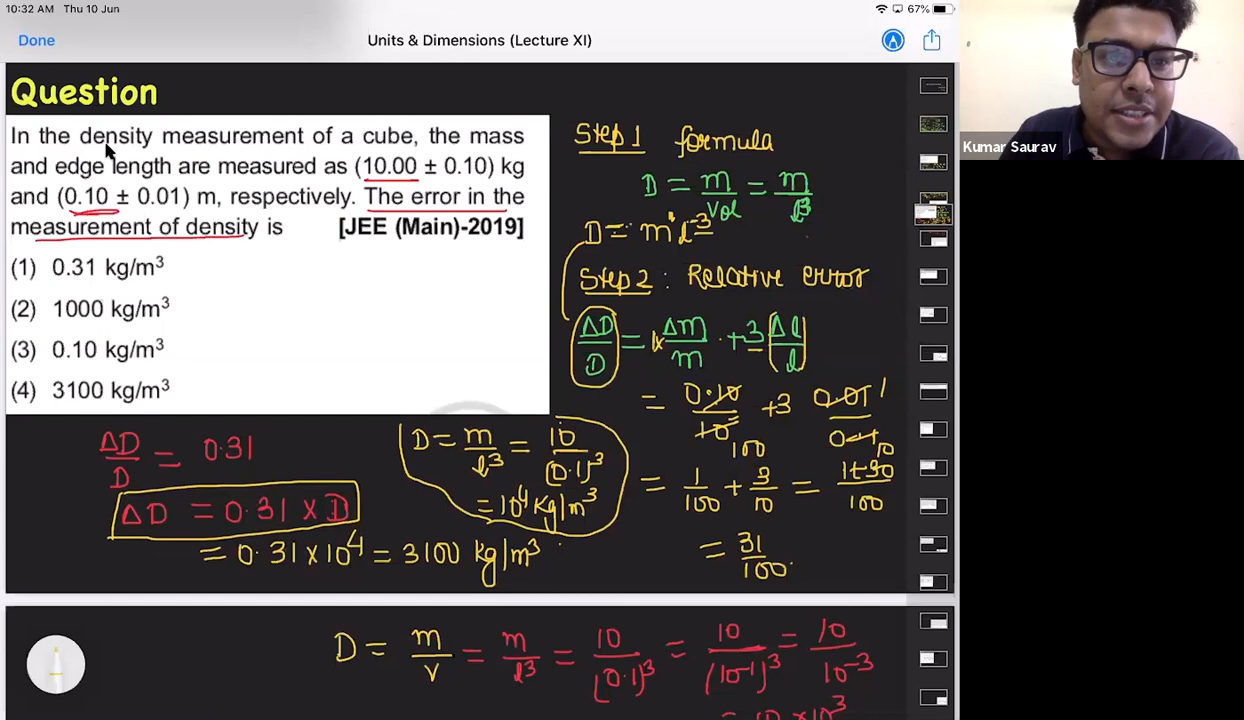 10:32 AM Thu 10 Jun
67%
Done
Units & Dimensions (Lecture XI)
Kumar Saurav
Question
In the density measurement of a cube, the mass
and edge length are measured as (10.00 ± 0.10) kg
and (0.10 ± 0.01) m, respectively. The error in the
measurement of density is [JEE (Main)-2019]
(1) 0.31 kg/m³
(2) 1000 kg/m³
(3) 0.10 kg/m³
(4) 3100 kg/m³
Step 1 formula
D = m/Vol = m/l³
D = m¹ l⁻³
Step 2 : Relative error
ΔD/D = 1× Δm/m + 3 Δl/l
= 0.10/10 100 + 3 0.01 1/0.1 10
= 1/100 + 3/10 = 1+30/100
= 31/100
ΔD/D = 0.31
ΔD = 0.31 × D
= 0.31 × 10⁴ = 3100 kg/m³
D = m/l³ = 10/(0.1)³
= 10⁴ kg/m³
D = m/v = m/l³ = 10/(0.1)³ = 10/(10⁻¹)³ = 10/10⁻³
= 10 × 10³